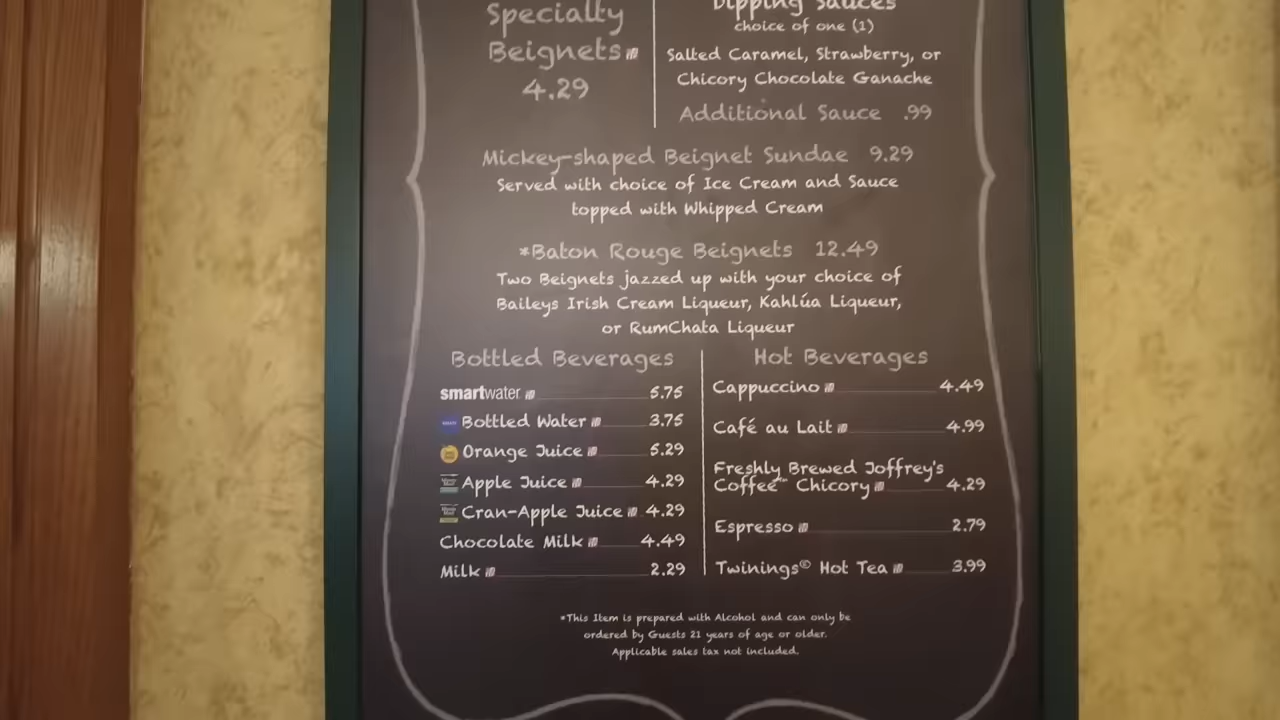 Specialty
Beignets
4.29
Dipping Sauces
choice of one (1)
Salted Caramel, Strawberry, or
Chicory Chocolate Ganache
Additional Sauce .99
Mickey-shaped Beignet Sundae 9.29
Served with choice of Ice Cream and Sauce
topped with Whipped Cream
*Baton Rouge Beignets 12.49
Two Beignets jazzed up with your choice of
Baileys Irish Cream Liqueur, Kahlúa Liqueur,
or RumChata Liqueur
Bottled Beverages
smartwater 5.75
Bottled Water 3.75
Orange Juice 5.29
Apple Juice 4.29
Cran-Apple Juice 4.29
Chocolate Milk 4.49
Milk 2.29
Hot Beverages
Cappuccino 4.49
Café au Lait 4.99
Freshly Brewed Joffrey's
Coffee™ Chicory 4.29
Espresso 2.79
Twinings® Hot Tea 3.99
*This Item is prepared with Alcohol and can only be
ordered by Guests 21 years of age or older.
Applicable sales tax not included.